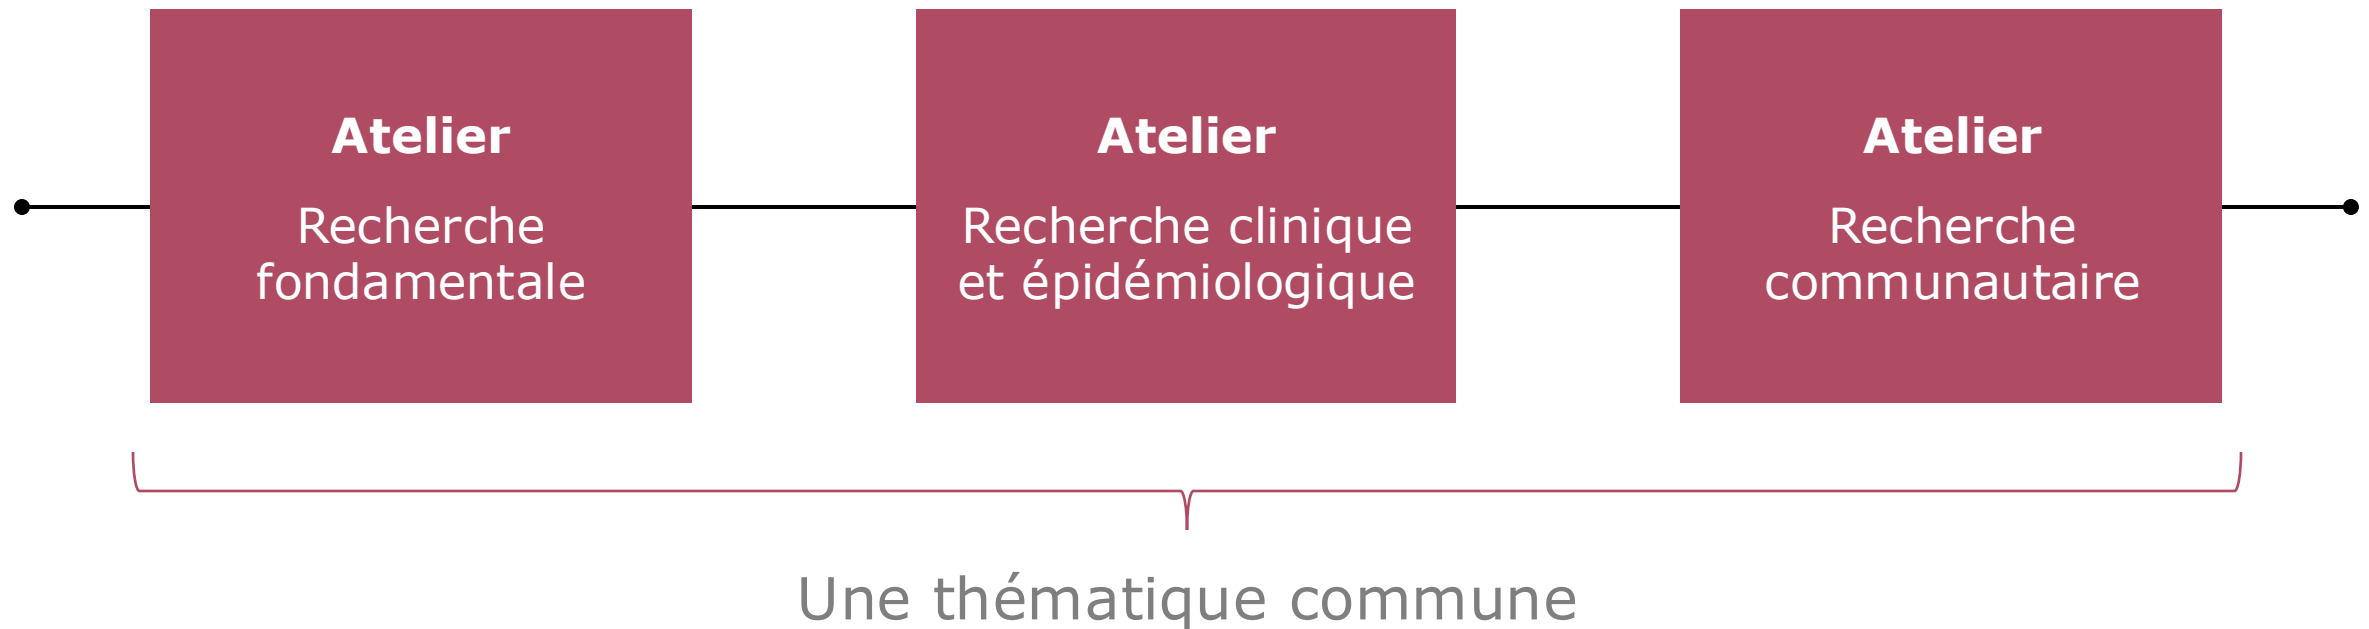 Atelier
Recherche
fondamentale
Atelier
Recherche clinique
et épidémiologique
Atelier
Recherche
communautaire
Une thématique commune